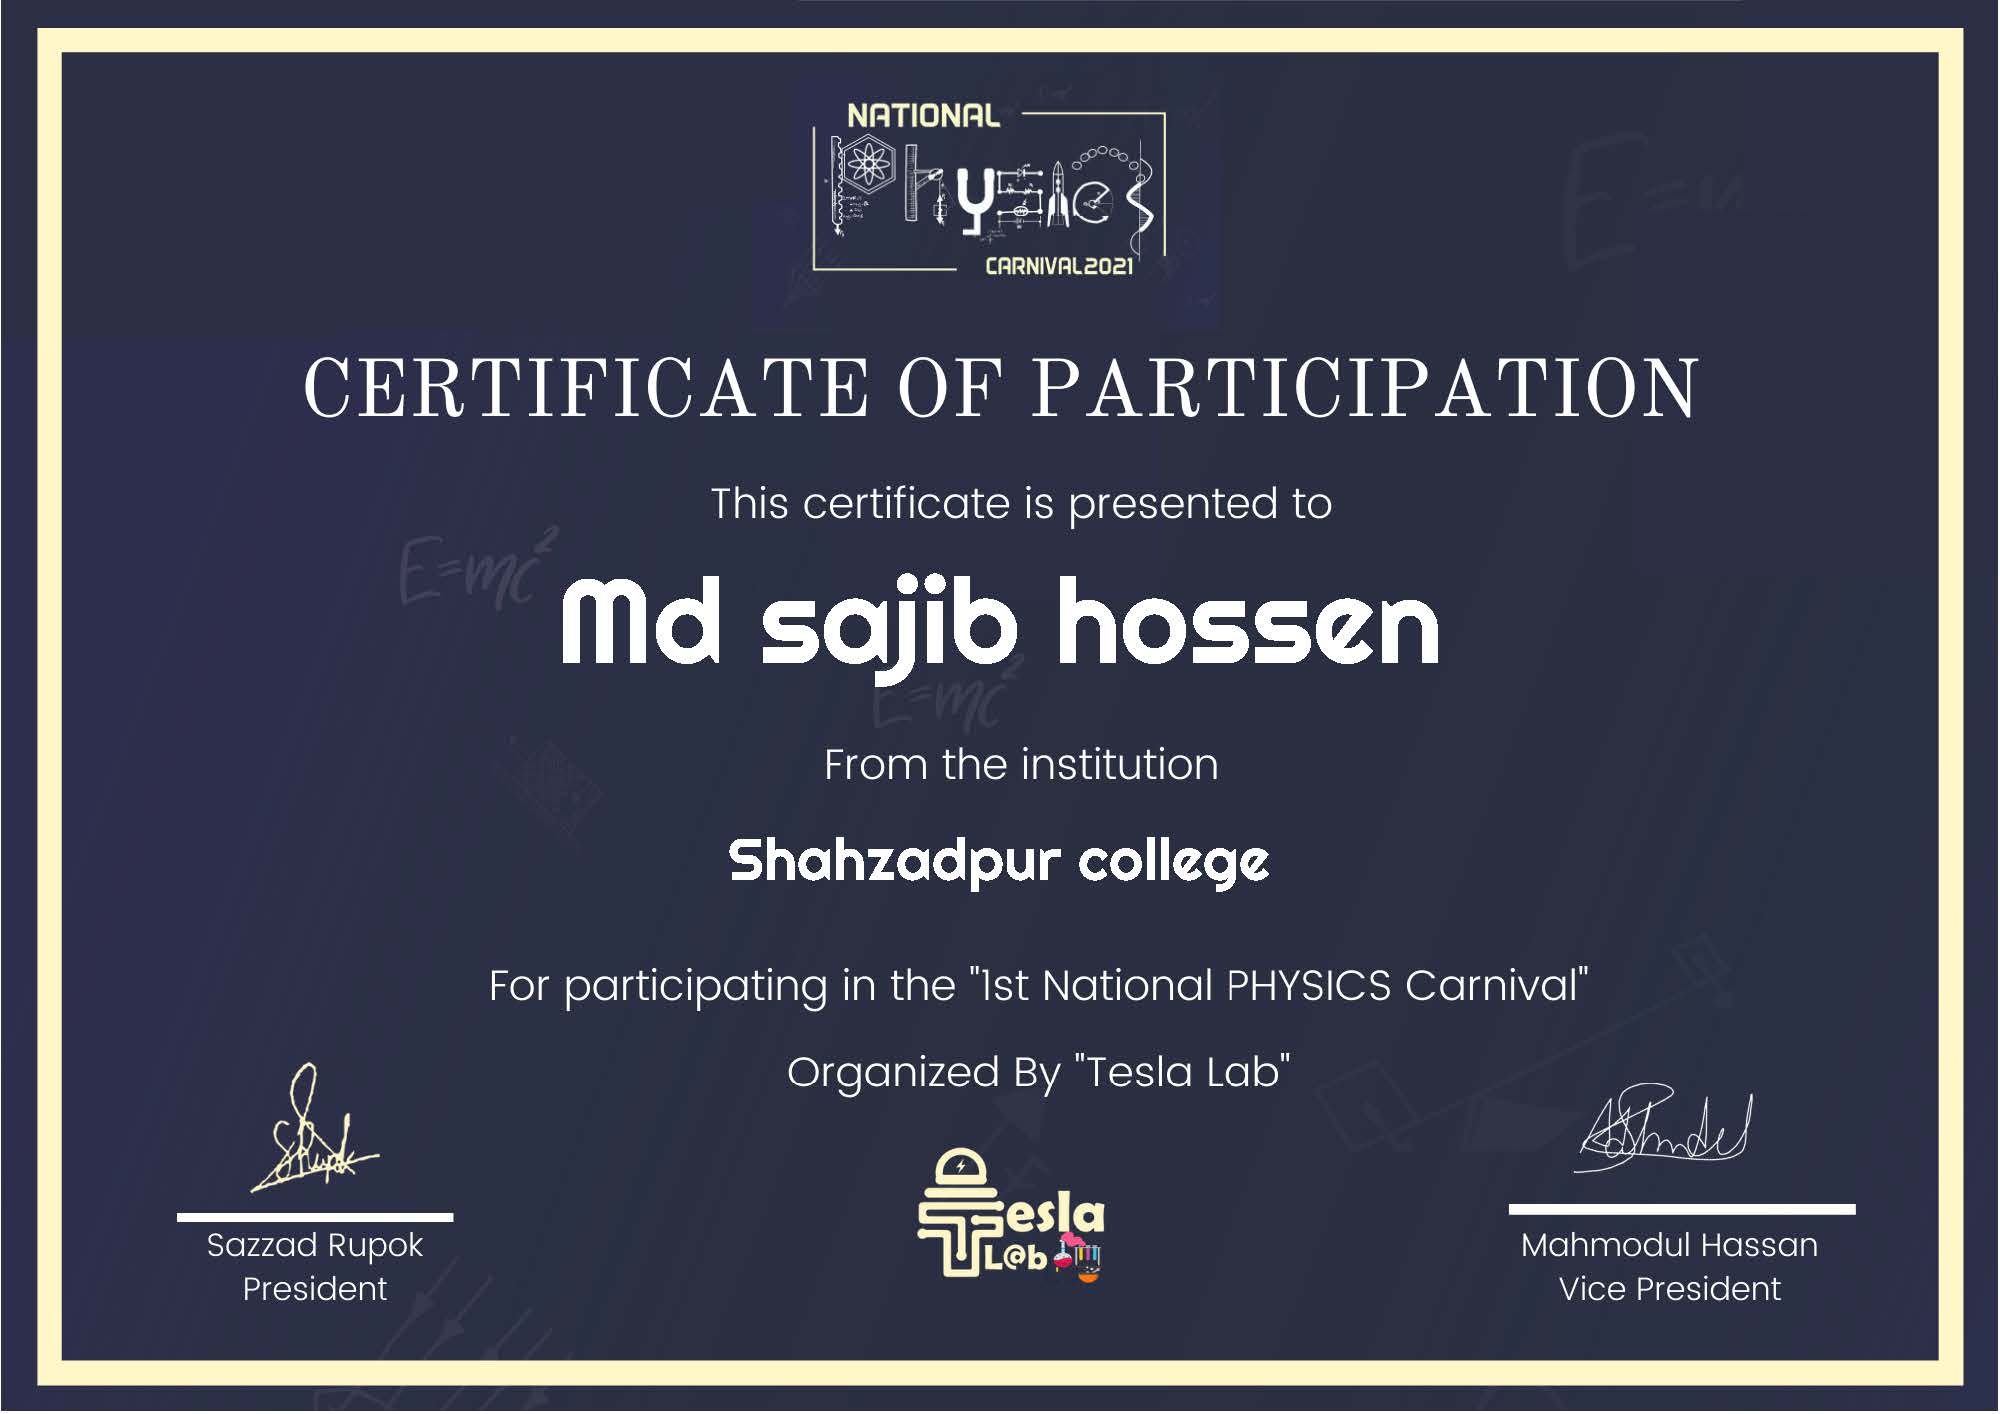 NATIONAL
Physics
CARNIVAL2021
CERTIFICATE OF PARTICIPATION
This certificate is presented to
E=mc²
Md sajib hossen
E=mc²
From the institution
Shahzadpur college
For participating in the "1st National PHYSICS Carnival"
Organized By "Tesla Lab"
Tesla
L@b
Sazzad Rupok
President
Mahmodul Hassan
Vice President